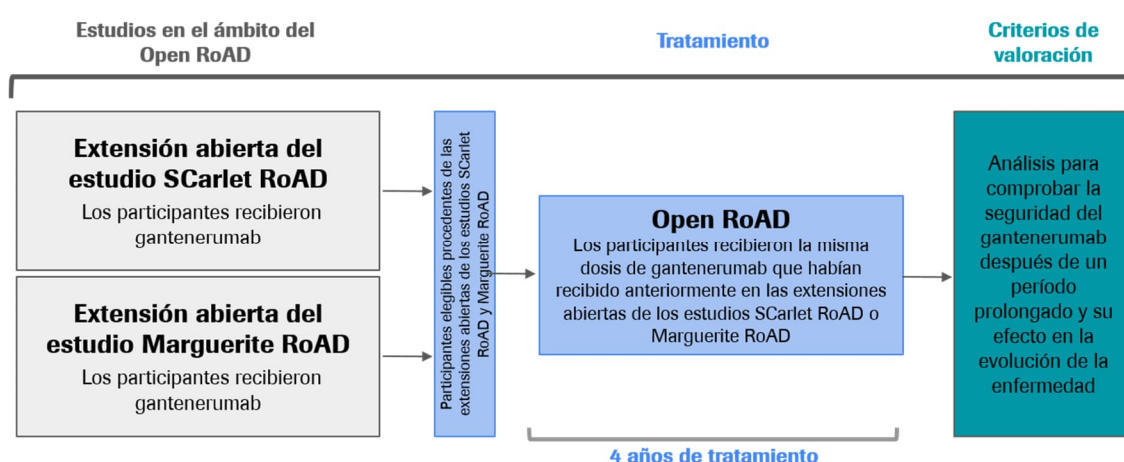 Estudios en el ámbito del
Open RoAD
Tratamiento
Criterios de
valoración
Extensión abierta del
estudio SCarlet RoAD
Los participantes recibieron
gantenerumab
Extensión abierta del
estudio Marguerite RoAD
Los participantes recibieron
gantenerumab
Participantes elegibles procedentes de las
extensiones abiertas de los estudios SCarlet
RoAD y Marguerite RoAD
Open RoAD
Los participantes recibieron la misma
dosis de gantenerumab que habían
recibido anteriormente en las extensiones
abiertas de los estudios SCarlet RoAD o
Marguerite RoAD
4 años de tratamiento
Análisis para
comprobar la
seguridad del
gantenerumab
después de un
período
prolongado y su
efecto en la
evolución de la
enfermedad